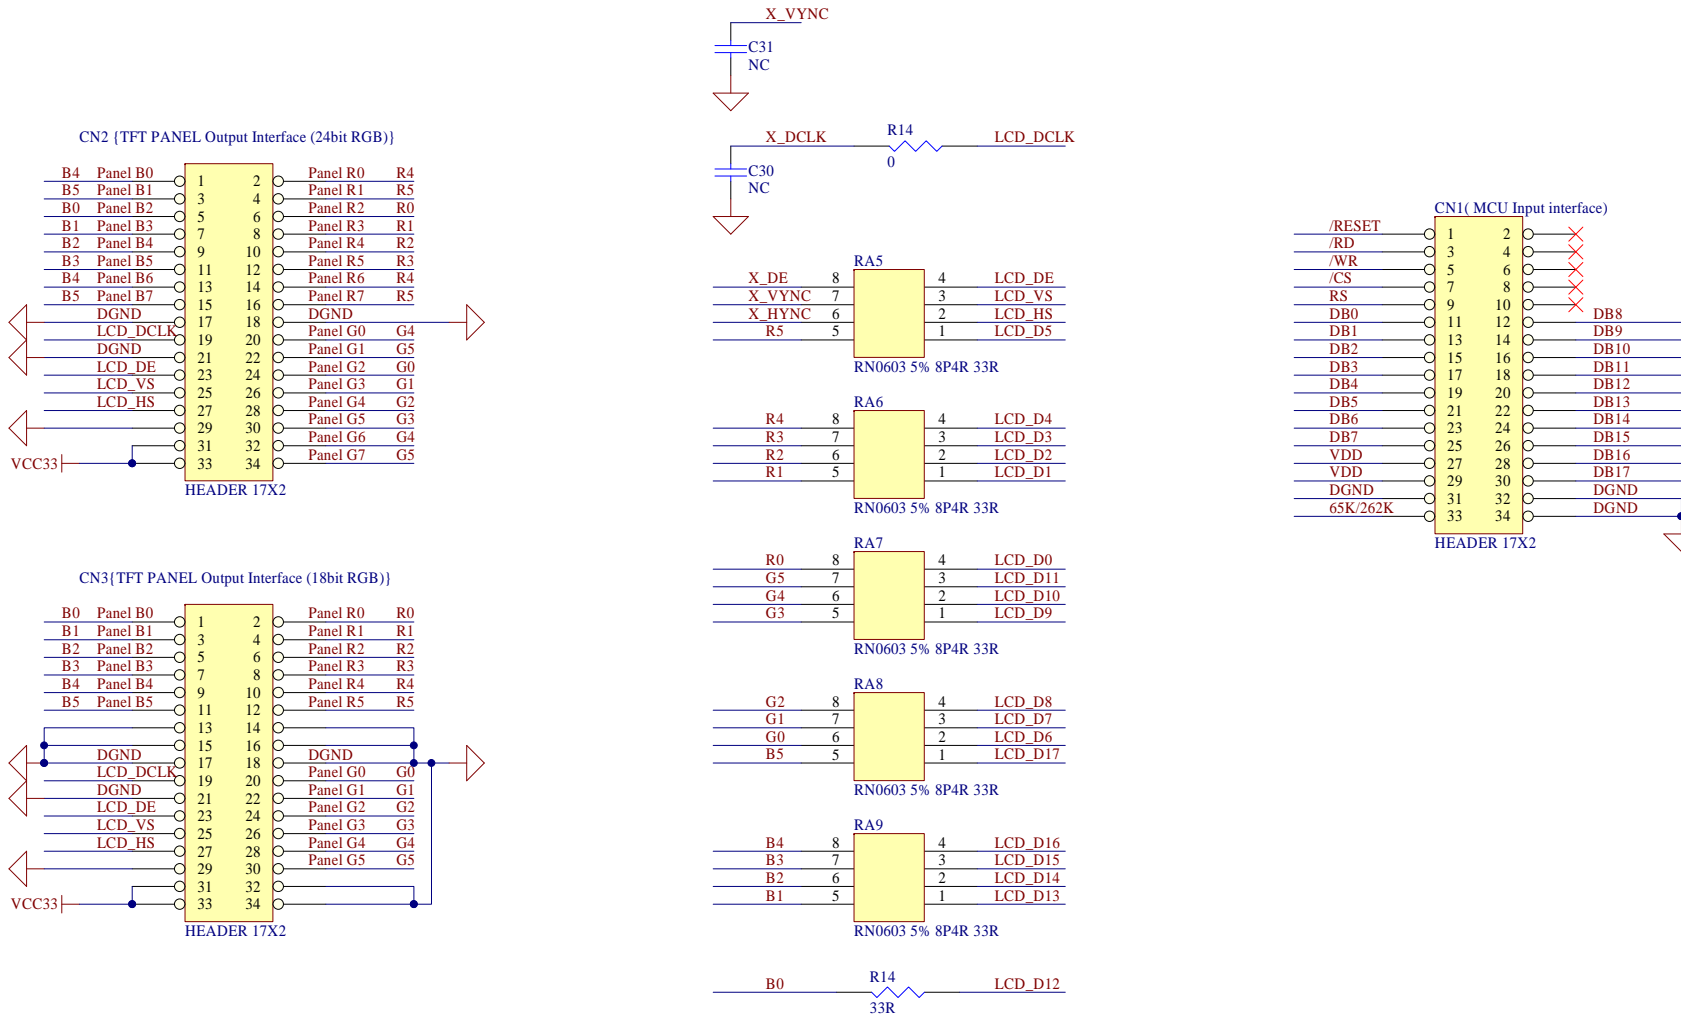 X_VYNC
C31
NC
X_DCLK R14 LCD_DCLK
0
C30
NC
CN2 {TFT PANEL Output Interface (24bit RGB)}
B4 Panel B0 1 2 Panel R0 R4
B5 Panel B1 3 4 Panel R1 R5
B0 Panel B2 5 6 Panel R2 R0
B1 Panel B3 7 8 Panel R3 R1
B2 Panel B4 9 10 Panel R4 R2
B3 Panel B5 11 12 Panel R5 R3
B4 Panel B6 13 14 Panel R6 R4
B5 Panel B7 15 16 Panel R7 R5
DGND 17 18 DGND
LCD_DCLK 19 20 Panel G0 G4
DGND 21 22 Panel G1 G5
LCD_DE 23 24 Panel G2 G0
LCD_VS 25 26 Panel G3 G1
LCD_HS 27 28 Panel G4 G2
29 30 Panel G5 G3
31 32 Panel G6 G4
VCC33 33 34 Panel G7 G5
HEADER 17X2
CN3{TFT PANEL Output Interface (18bit RGB)}
B0 Panel B0 1 2 Panel R0 R0
B1 Panel B1 3 4 Panel R1 R1
B2 Panel B2 5 6 Panel R2 R2
B3 Panel B3 7 8 Panel R3 R3
B4 Panel B4 9 10 Panel R4 R4
B5 Panel B5 11 12 Panel R5 R5
13 14
15 16
DGND 17 18 DGND
LCD_DCLK 19 20 Panel G0 G0
DGND 21 22 Panel G1 G1
LCD_DE 23 24 Panel G2 G2
LCD_VS 25 26 Panel G3 G3
LCD_HS 27 28 Panel G4 G4
29 30 Panel G5 G5
31 32
VCC33 33 34
HEADER 17X2
RA5
X_DE 8 4 LCD_DE
X_VYNC 7 3 LCD_VS
X_HYNC 6 2 LCD_HS
R5 5 1 LCD_D5
RN0603 5% 8P4R 33R
RA6
R4 8 4 LCD_D4
R3 7 3 LCD_D3
R2 6 2 LCD_D2
R1 5 1 LCD_D1
RN0603 5% 8P4R 33R
RA7
R0 8 4 LCD_D0
G5 7 3 LCD_D11
G4 6 2 LCD_D10
G3 5 1 LCD_D9
RN0603 5% 8P4R 33R
RA8
G2 8 4 LCD_D8
G1 7 3 LCD_D7
G0 6 2 LCD_D6
B5 5 1 LCD_D17
RN0603 5% 8P4R 33R
RA9
B4 8 4 LCD_D16
B3 7 3 LCD_D15
B2 6 2 LCD_D14
B1 5 1 LCD_D13
RN0603 5% 8P4R 33R
B0 R14 LCD_D12
33R
CN1( MCU Input interface)
/RESET 1 2
/RD 3 4
/WR 5 6
/CS 7 8
RS 9 10
DB0 11 12 DB8
DB1 13 14 DB9
DB2 15 16 DB10
DB3 17 18 DB11
DB4 19 20 DB12
DB5 21 22 DB13
DB6 23 24 DB14
DB7 25 26 DB15
VDD 27 28 DB16
VDD 29 30 DB17
DGND 31 32 DGND
65K/262K 33 34 DGND
HEADER 17X2